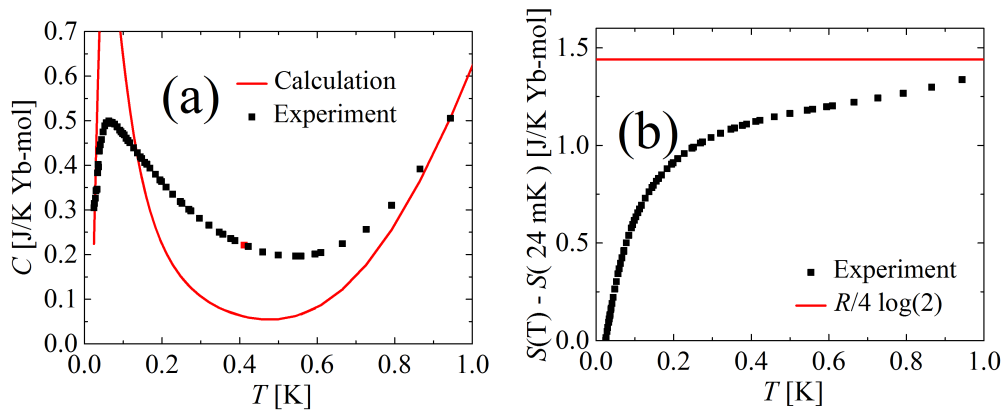 C [J/K Yb-mol]
0.7
0.6
0.5
0.4
0.3
0.2
0.1
0.0
(a)
Calculation
Experiment
0.0 0.2 0.4 0.6 0.8 1.0
T [K]
S(T) - S( 24 mK ) [J/K Yb-mol]
1.5
1.0
0.5
0.0
(b)
Experiment
R/4 log(2)
0.0 0.2 0.4 0.6 0.8 1.0
T [K]